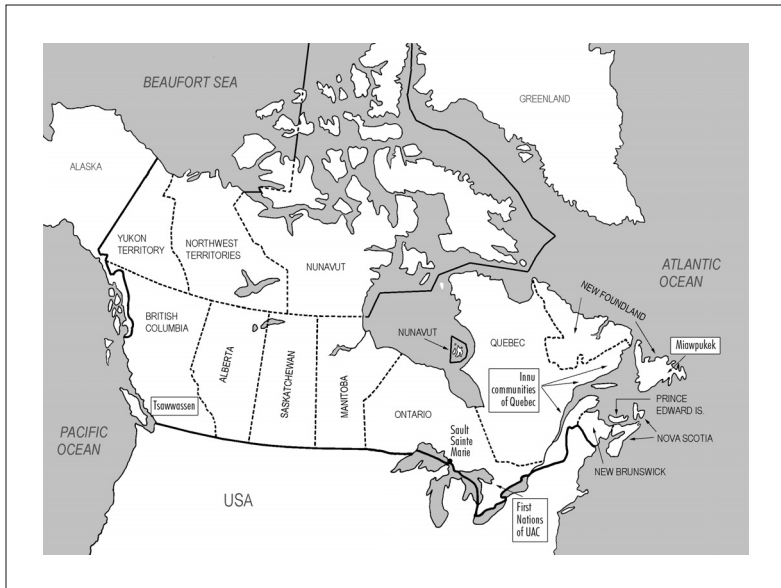 BEAUFORT SEA
GREENLAND
ALASKA
YUKON
TERRITORY
NORTHWEST
TERRITORIES
NUNAVUT
ATLANTIC
OCEAN
NEW FOUNDLAND
BRITISH
COLUMBIA
ALBERTA
SASKATCHEWAN
MANITOBA
ONTARIO
NUNAVUT
QUEBEC
Miawpukek
Innu
communities
of Quebec
Tsawwassen
PRINCE
EDWARD IS.
NOVA SCOTIA
NEW BRUNSWICK
Sault
Sainte
Marie
PACIFIC
OCEAN
USA
First
Nations
of UAC